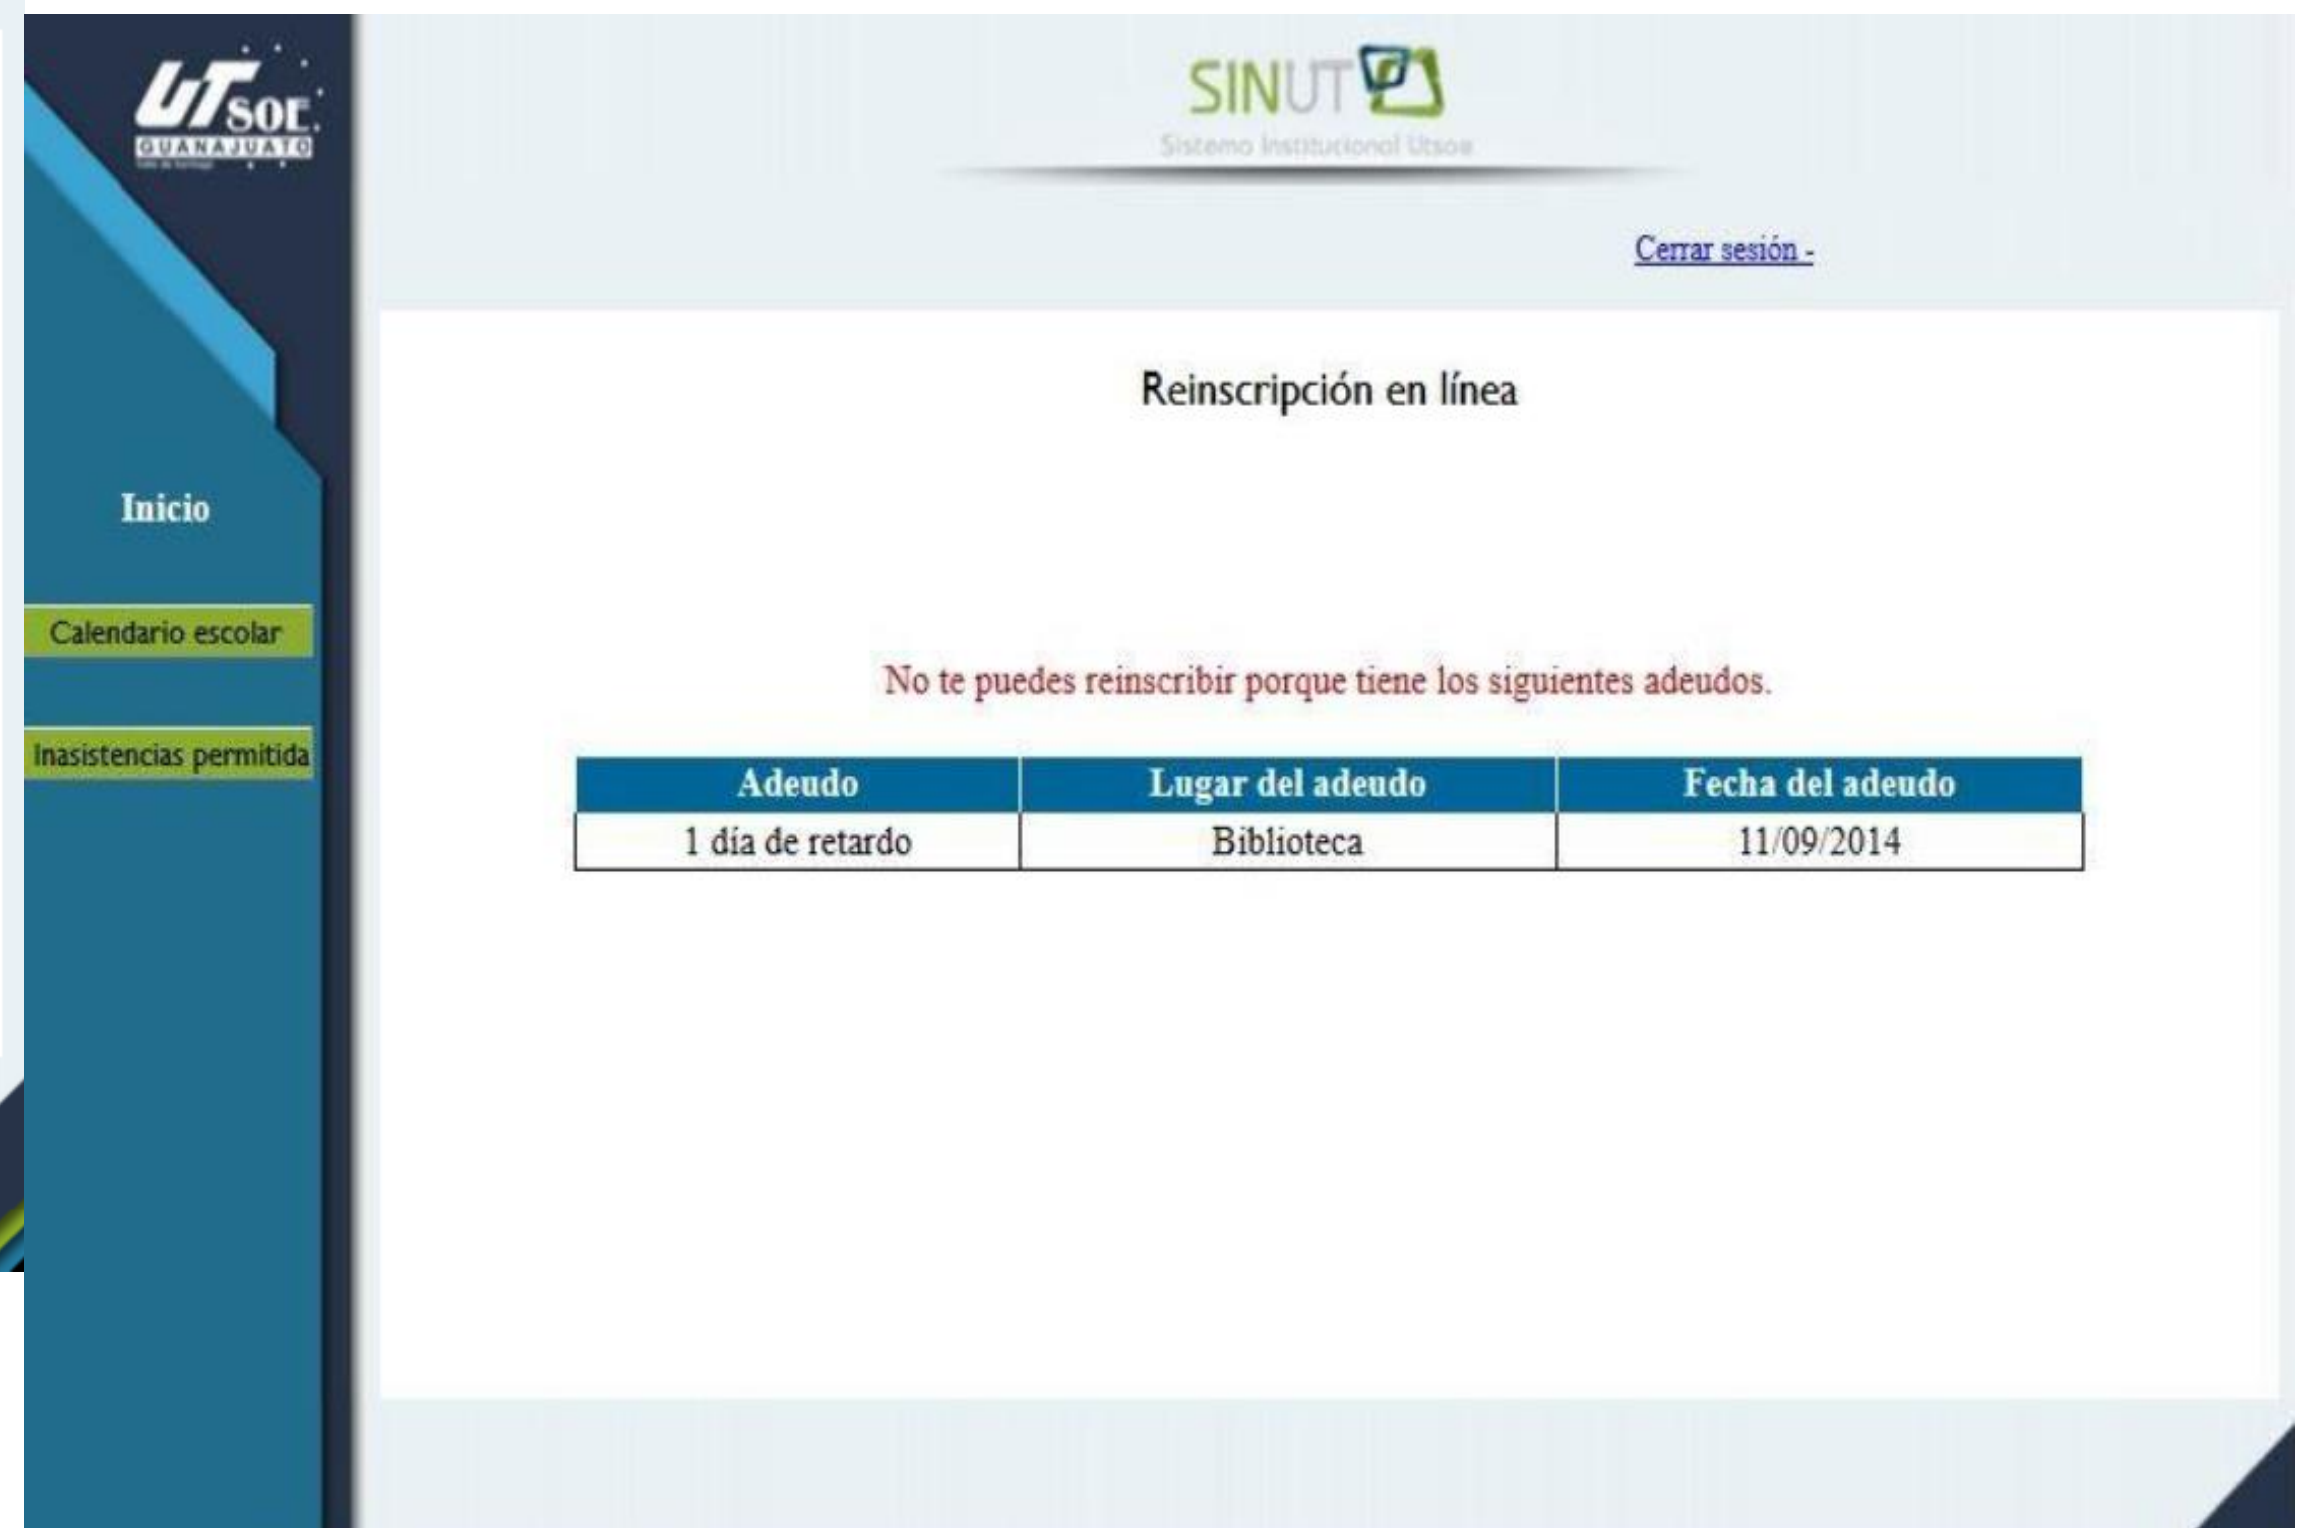 UTSOE.
GUANAJUATO
SINUT
Sistema Institucional Utsoe
Cerrar sesión -
Reinscripción en línea
Inicio
Calendario escolar
Inasistencias permitida
No te puedes reinscribir porque tiene los siguientes adeudos.
Adeudo Lugar del adeudo Fecha del adeudo
1 día de retardo Biblioteca 11/09/2014